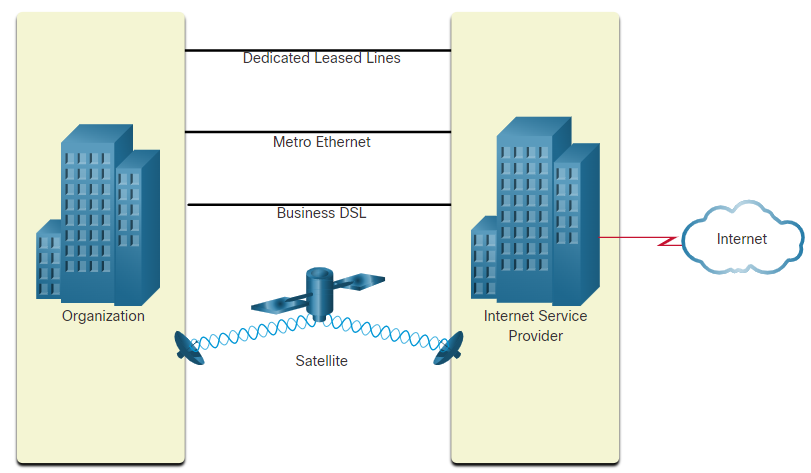 Dedicated Leased Lines
Metro Ethernet
Business DSL
Internet
Organization
Internet Service
Provider
Satellite